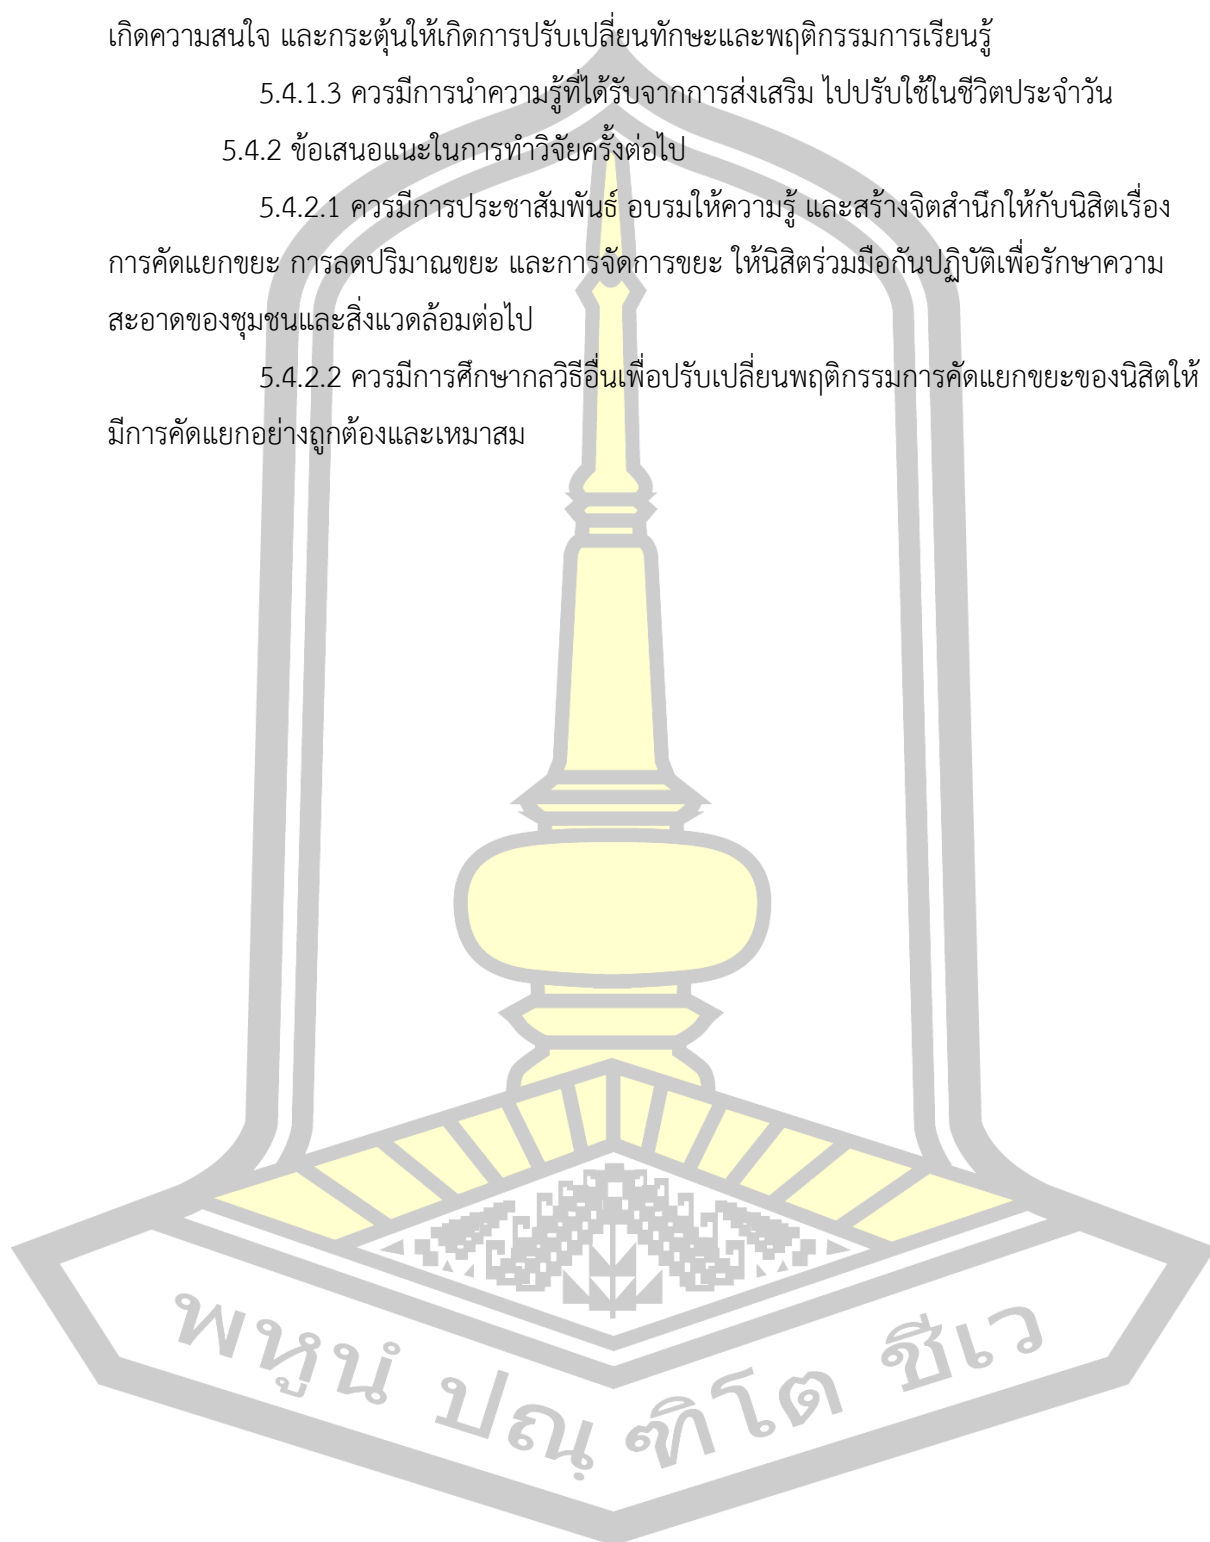 เกิดความสนใจ และกระตุ้นให้เกิดการปรับเปลี่ยนทักษะและพฤติกรรมการเรียนรู้
5.4.1.3 ควรมีการนำความรู้ที่ได้รับจากการส่งเสริม ไปปรับใช้ในชีวิตประจำวัน
5.4.2 ข้อเสนอแนะในการทำวิจัยครั้งต่อไป
5.4.2.1 ควรมีการประชาสัมพันธ์ อบรมให้ความรู้ และสร้างจิตสำนึกให้กับนิสิตเรื่อง
การคัดแยกขยะ การลดปริมาณขยะ และการจัดการขยะ ให้นิสิตร่วมมือกันปฏิบัติเพื่อรักษาความ
สะอาดของชุมชนและสิ่งแวดล้อมต่อไป
5.4.2.2 ควรมีการศึกษากลวิธีอื่นเพื่อปรับเปลี่ยนพฤติกรรมการคัดแยกขยะของนิสิตให้
มีการคัดแยกอย่างถูกต้องและเหมาสม
พหูนํ ปณฺ ฑิโต ชีเว